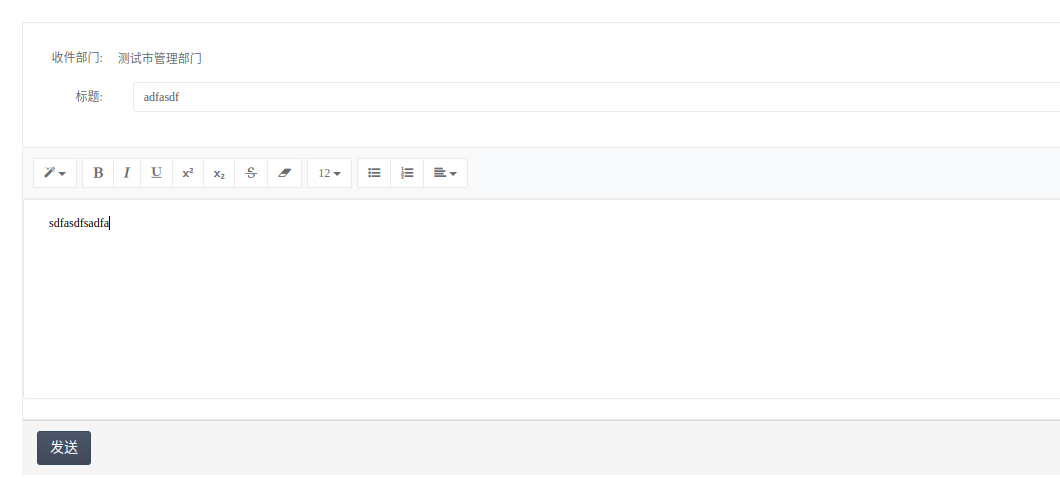 收件部门: 测试市管理部门
标题: adfasdf
B I U x² x₂ S 12
sdfasdfsadfa
发送